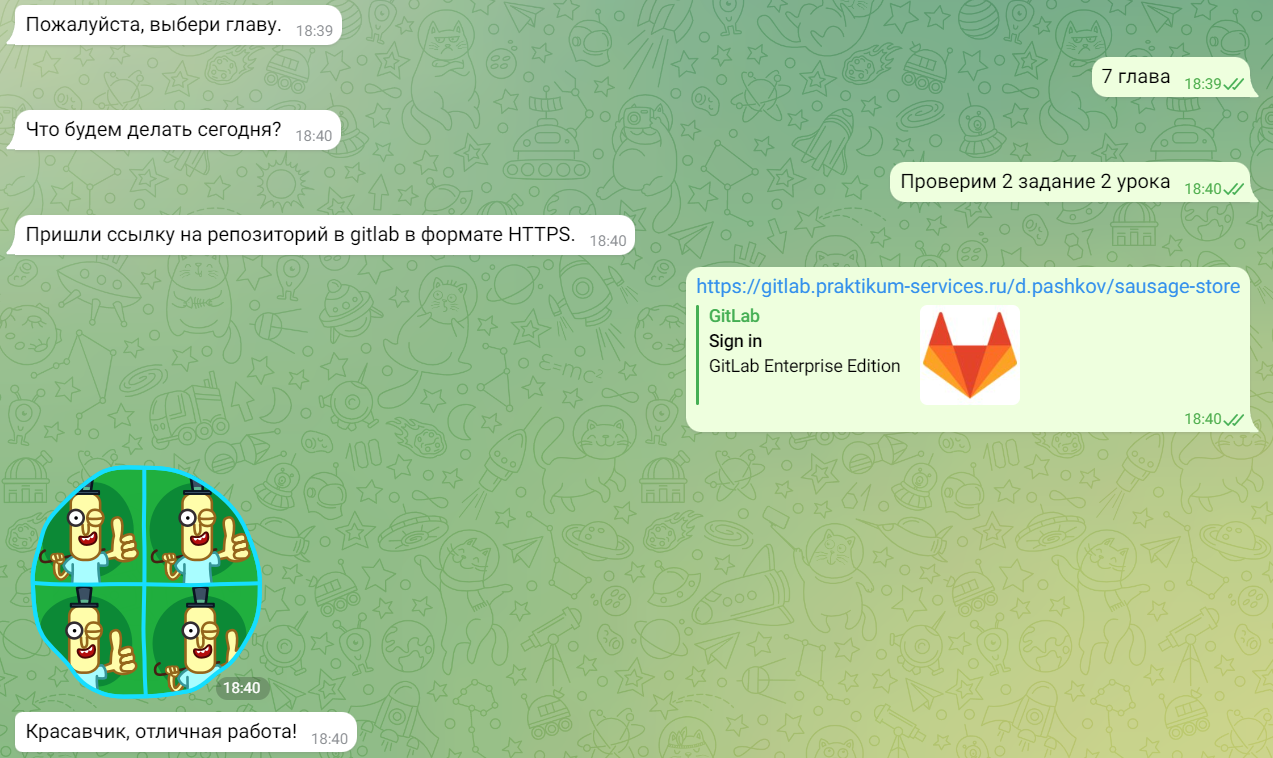 Пожалуйста, выбери главу. 18:39
7 глава 18:39
Что будем делать сегодня? 18:40
Проверим 2 задание 2 урока 18:40
Пришли ссылку на репозиторий в gitlab в формате HTTPS. 18:40
https://gitlab.praktikum-services.ru/d.pashkov/sausage-store
GitLab
Sign in
GitLab Enterprise Edition
18:40
18:40
Красавчик, отличная работа! 18:40